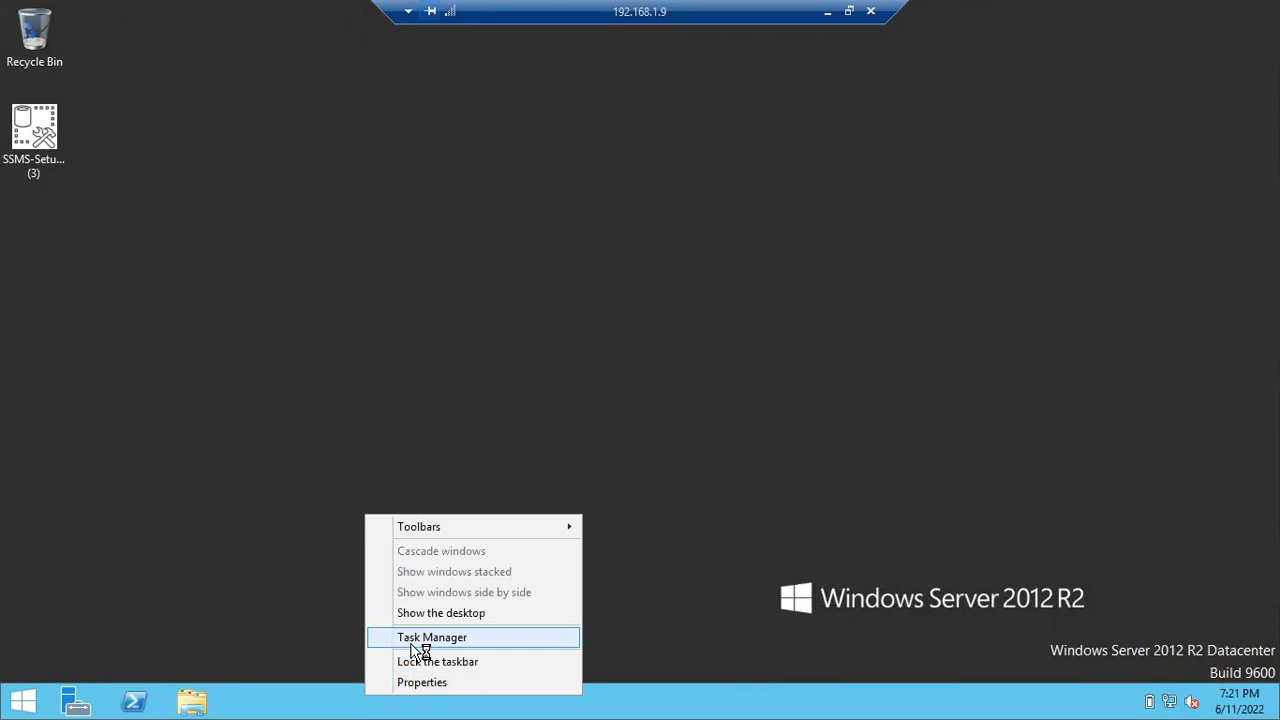 192.168.1.9
Recycle Bin
SSMS-Setu...
(3)
Toolbars
Cascade windows
Show windows stacked
Show windows side by side
Show the desktop
Task Manager
Lock the taskbar
Properties
Windows Server 2012 R2
Windows Server 2012 R2 Datacenter
Build 9600
7:21 PM
6/11/2022